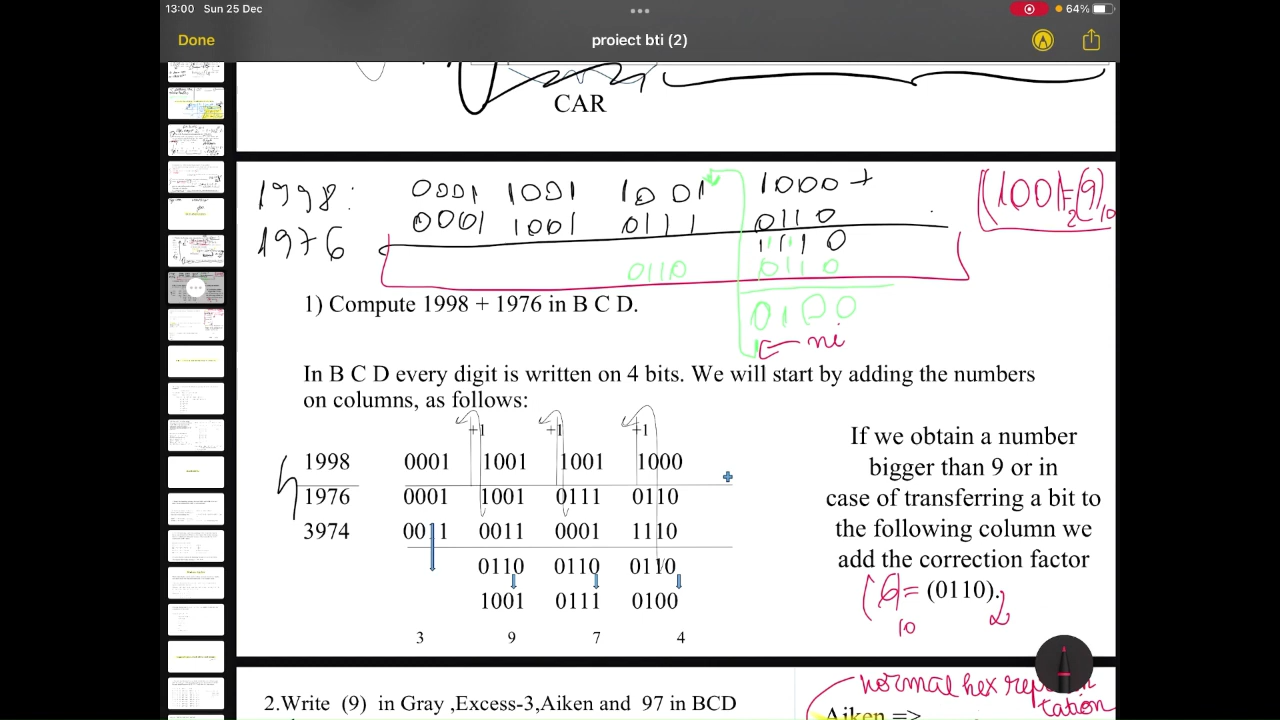 13:00 Sun 25 Dec
64%
Done
proiect bti (2)
CAR
1998: 0001 1001 1001 1000 +
1976 0001 1001 0111 0110
1110
0110 0110
0100
1 ← ni
(1001)2=(9)10
1) Compute 1998 + 1976 in B C D.
In B C D every digit is written on 4 bits. We will start by adding the numbers
on columns, as follows:
+1 +1 +1
1998 0001 1001 1001 1000
1976 0001 1001 0111 0110
3974 0011 0011 0001 1110
0110 0110 0110
1001 0111 0100
3 9 7 4
If we obtain a number
bigger than 9 or in
case of transferring a bit to
the following column, we
add the correction factor
(6= (0110).
10 2
2. Write (9) in Gray, Excess-3, Aiken and 97 in BCD
Normal hex represen
tation
Aiken =>